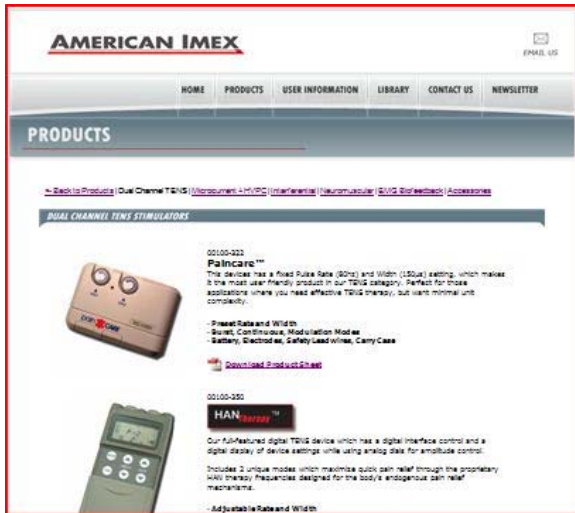 AMERICAN IMEX
EMAIL US
HOME PRODUCTS USER INFORMATION LIBRARY CONTACT US NEWSLETTER
PRODUCTS
Back to Products | Dual Channel TENS | Microcurrent + HVPC | Interferential | Neuromuscular | EMG Biofeedback | Accessories
DUAL CHANNEL TENS STIMULATORS
00100-322
Paincare™
This devices has a fixed Pulse Rate (80hz) and Width (150µs) setting, which makes
it the most user friendly product in our TENS category. Perfect for those
applications where you need effective TENS therapy, but want minimal unit
complexity.
- Preset Rate and Width
- Burst, Continuous, Modulation Modes
- Battery, Electrodes, Safety Lead wires, Carry Case
pain CARE
Download Product Sheet
00100-350
HANtherapy™
Our full-featured digital TENS device which has a digital interface control and a
digital display of device settings while using analog dials for amplitude control.
Includes 2 unique modes which maximize quick pain relief through the proprietary
HAN therapy frequencies designed for the body's endogenous pain relief
mechanisms.
- Adjustable Rate and Width